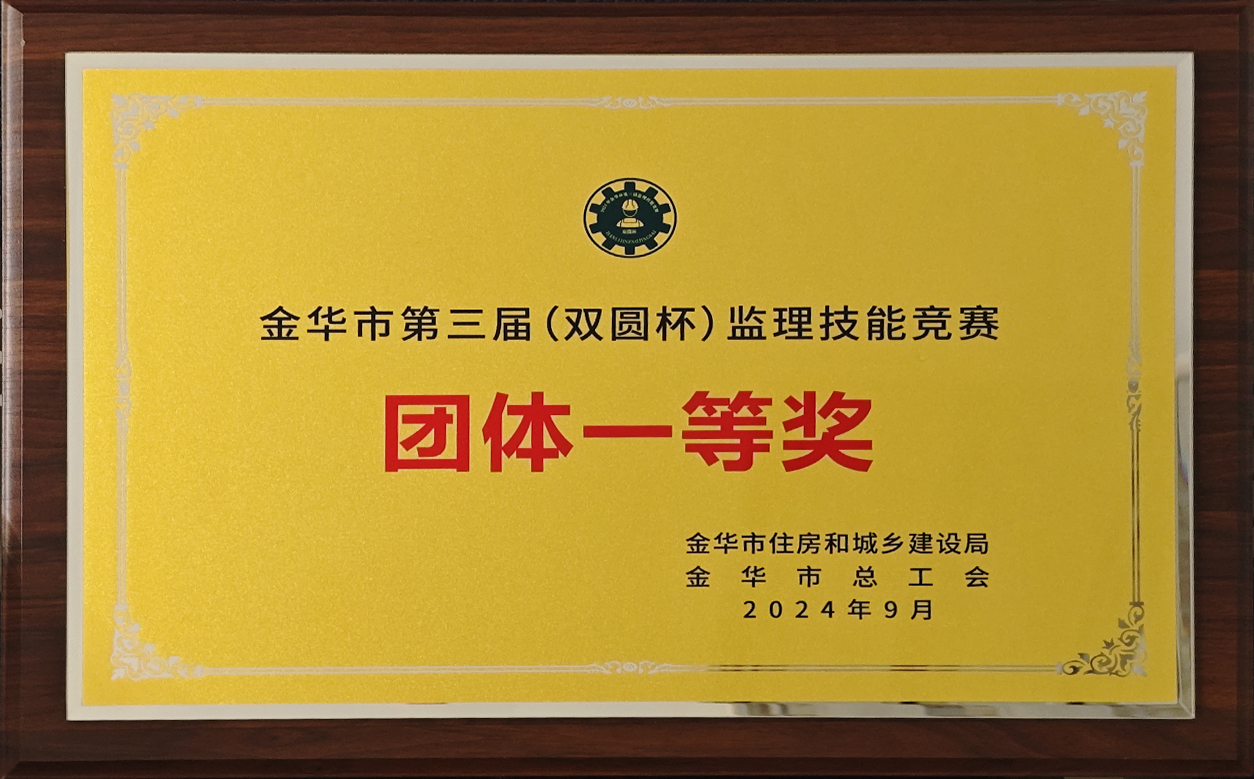 金华市第三届（双圆杯）监理技能竞赛
团体一等奖
金华市住房和城乡建设局
金华市总工会
2024年9月